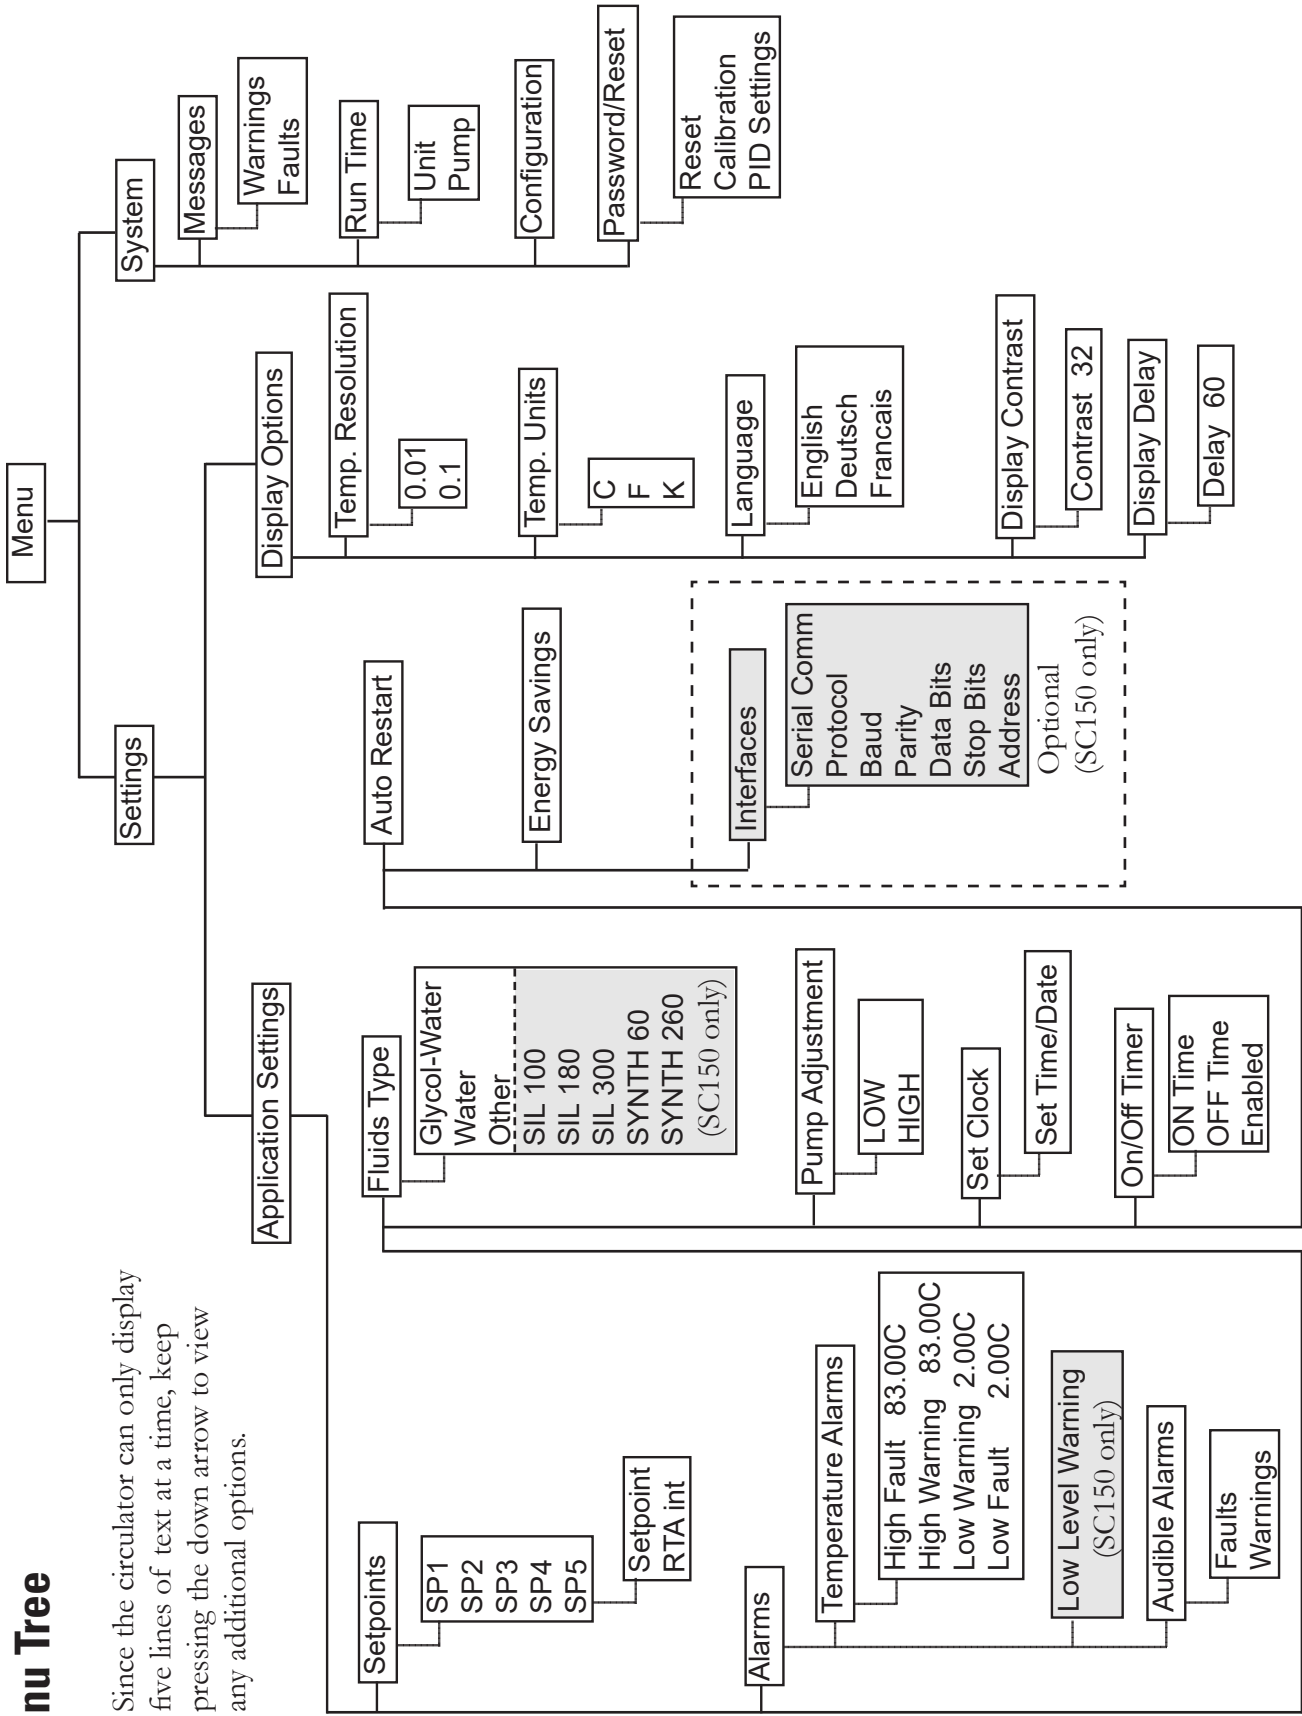 nu Tree
Since the circulator can only display
five lines of text at a time, keep
pressing the down arrow to view
any additional options.
Menu
Settings
System
Application Settings
Display Options
Setpoints
SP1
SP2
SP3
SP4
SP5
Setpoint
RTA int
Alarms
Temperature Alarms
High Fault 83.00C
High Warning 83.00C
Low Warning 2.00C
Low Fault 2.00C
Low Level Warning
(SC150 only)
Audible Alarms
Faults
Warnings
Fluids Type
Glycol-Water
Water
Other
SIL 100
SIL 180
SIL 300
SYNTH 60
SYNTH 260
(SC150 only)
Pump Adjustment
LOW
HIGH
Set Clock
Set Time/Date
On/Off Timer
ON Time
OFF Time
Enabled
Auto Restart
Energy Savings
Interfaces
Serial Comm
Protocol
Baud
Parity
Data Bits
Stop Bits
Address
Optional
(SC150 only)
Temp. Resolution
0.01
0.1
Temp. Units
C
F
K
Language
English
Deutsch
Francais
Display Contrast
Contrast 32
Display Delay
Delay 60
Messages
Warnings
Faults
Run Time
Unit
Pump
Configuration
Password/Reset
Reset
Calibration
PID Settings